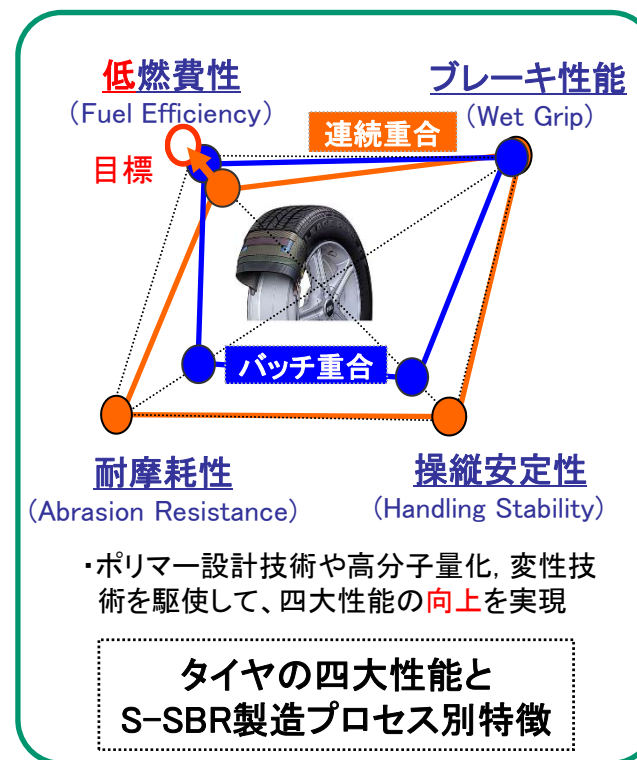 低燃費性
(Fuel Efficiency)
ブレーキ性能
(Wet Grip)
連続重合
目標
バッチ重合
耐摩耗性
(Abrasion Resistance)
操縦安定性
(Handling Stability)
・ポリマー設計技術や高分子量化, 変性技
術を駆使して、四大性能の向上を実現
タイヤの四大性能と
S-SBR製造プロセス別特徴